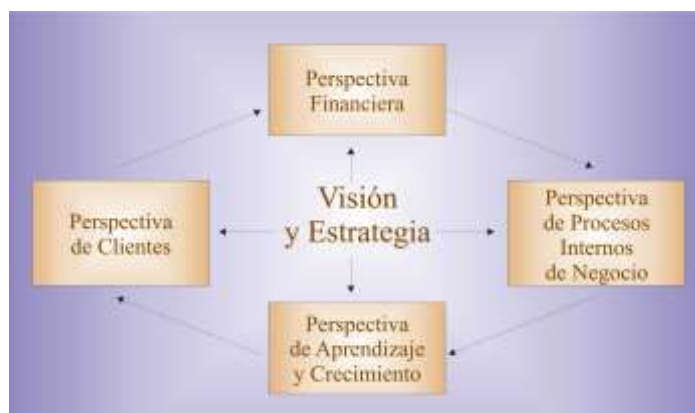 Perspectiva
Financiera
Visión
y Estrategia
Perspectiva
de Clientes
Perspectiva
de Procesos
Internos
de Negocio
Perspectiva
de Aprendizaje
y Crecimiento